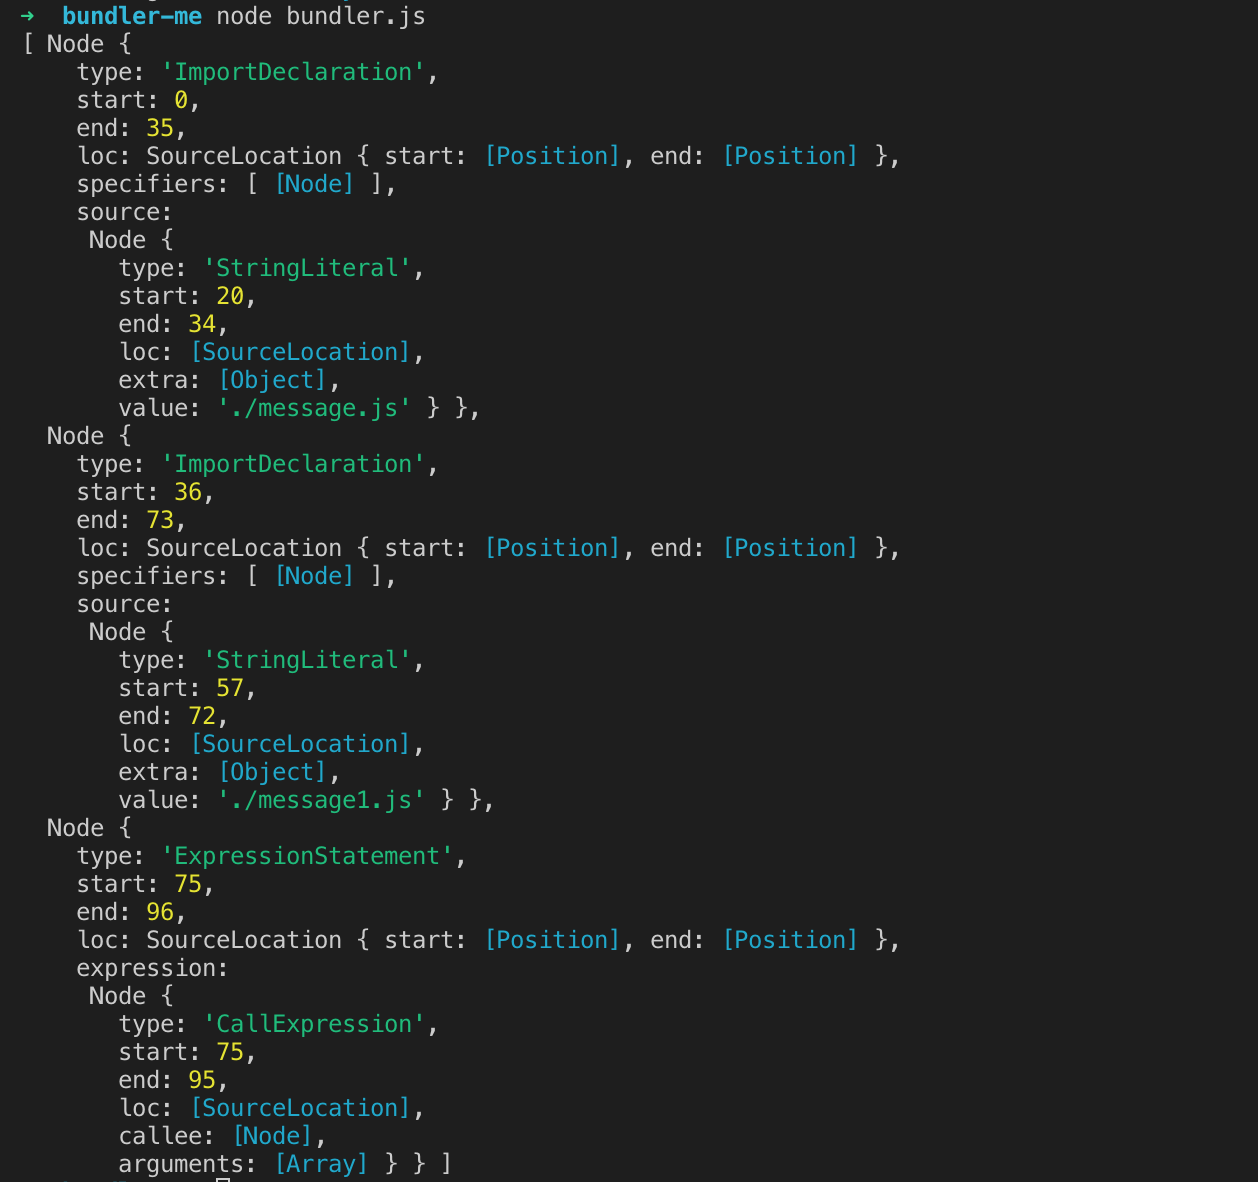 → bundler-me node bundler.js
[ Node {
    type: 'ImportDeclaration',
    start: 0,
    end: 35,
    loc: SourceLocation { start: [Position], end: [Position] },
    specifiers: [ [Node] ],
    source:
     Node {
       type: 'StringLiteral',
       start: 20,
       end: 34,
       loc: [SourceLocation],
       extra: [Object],
       value: './message.js' } },
  Node {
    type: 'ImportDeclaration',
    start: 36,
    end: 73,
    loc: SourceLocation { start: [Position], end: [Position] },
    specifiers: [ [Node] ],
    source:
     Node {
       type: 'StringLiteral',
       start: 57,
       end: 72,
       loc: [SourceLocation],
       extra: [Object],
       value: './message1.js' } },
  Node {
    type: 'ExpressionStatement',
    start: 75,
    end: 96,
    loc: SourceLocation { start: [Position], end: [Position] },
    expression:
     Node {
       type: 'CallExpression',
       start: 75,
       end: 95,
       loc: [SourceLocation],
       callee: [Node],
       arguments: [Array] } } ]